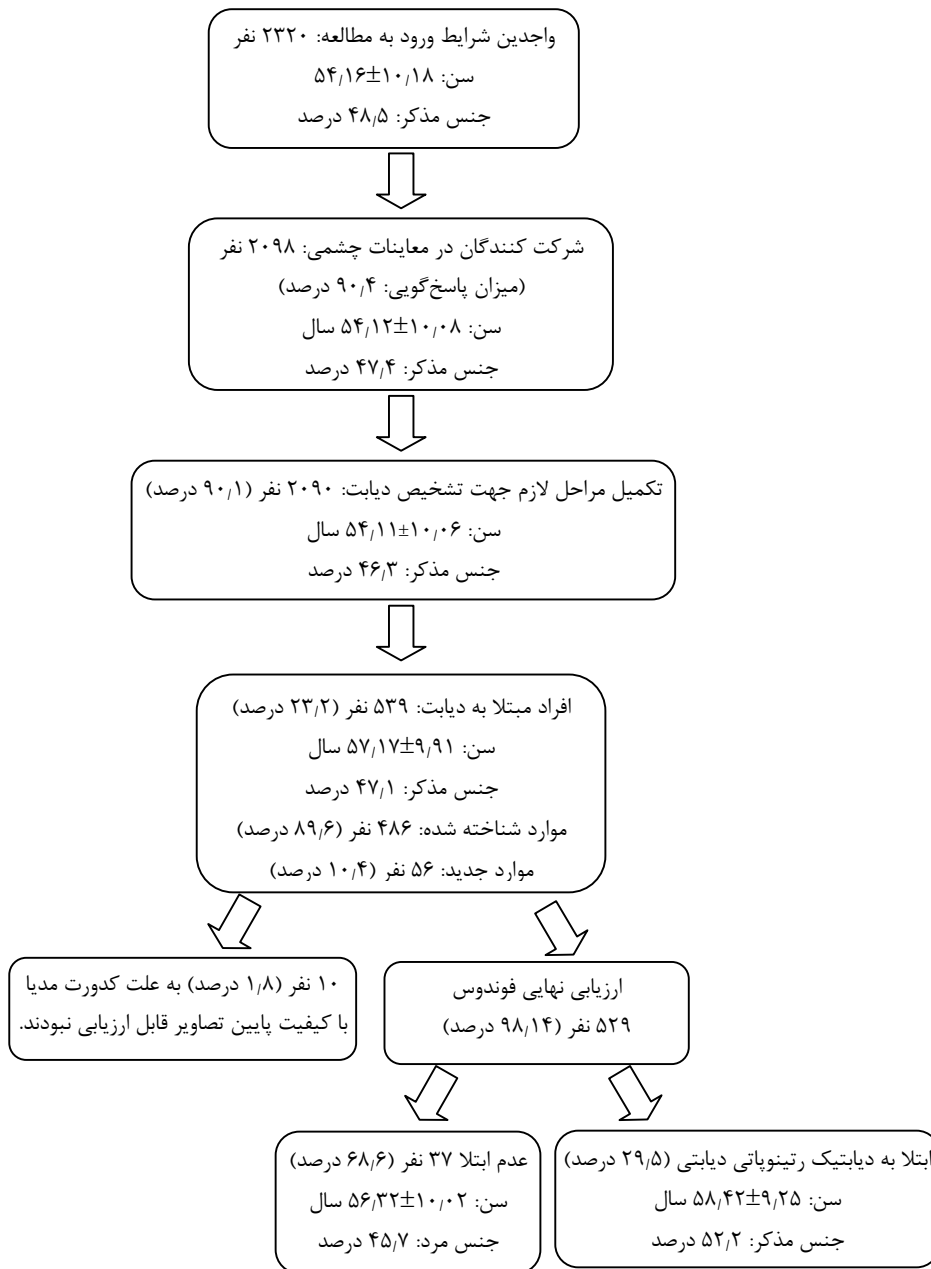 واجدین شرایط ورود به مطالعه: ۲۳۲۰ نفر
سن: ۵۴٫۱۶±۱۰٫۱۸
جنس مذکر: ۴۸٫۵ درصد
شرکت کنندگان در معاینات چشمی: ۲۰۹۸ نفر
(میزان پاسخ‌گویی: ۹۰٫۴ درصد)
سن: ۵۴٫۱۲±۱۰٫۰۸ سال
جنس مذکر: ۴۷٫۴ درصد
تکمیل مراحل لازم جهت تشخیص دیابت: ۲۰۹۰ نفر (۹۰٫۱ درصد)
سن: ۵۴٫۱۱±۱۰٫۰۶ سال
جنس مذکر: ۴۶٫۳ درصد
افراد مبتلا به دیابت: ۵۳۹ نفر (۲۳٫۲ درصد)
سن: ۵۷٫۱۷±۹٫۹۱ سال
جنس مذکر: ۴۷٫۱ درصد
موارد شناخته شده: ۴۸۶ نفر (۸۹٫۶ درصد)
موارد جدید: ۵۶ نفر (۱۰٫۴ درصد)
ارزیابی نهایی فوندوس
۵۲۹ نفر (۹۸٫۱۴ درصد)
۱۰ نفر (۱٫۸ درصد) به علت کدورت مدیا
با کیفیت پایین تصاویر قابل ارزیابی نبودند.
ابتلا به دیابتیک رتینوپاتی دیابتی (۲۹٫۵ درصد)
سن: ۵۸٫۴۲±۹٫۲۵ سال
جنس مذکر: ۵۲٫۲ درصد
عدم ابتلا ۳۷ نفر (۶۸٫۶ درصد)
سن: ۵۶٫۳۲±۱۰٫۰۲ سال
جنس مرد: ۴۵٫۷ درصد